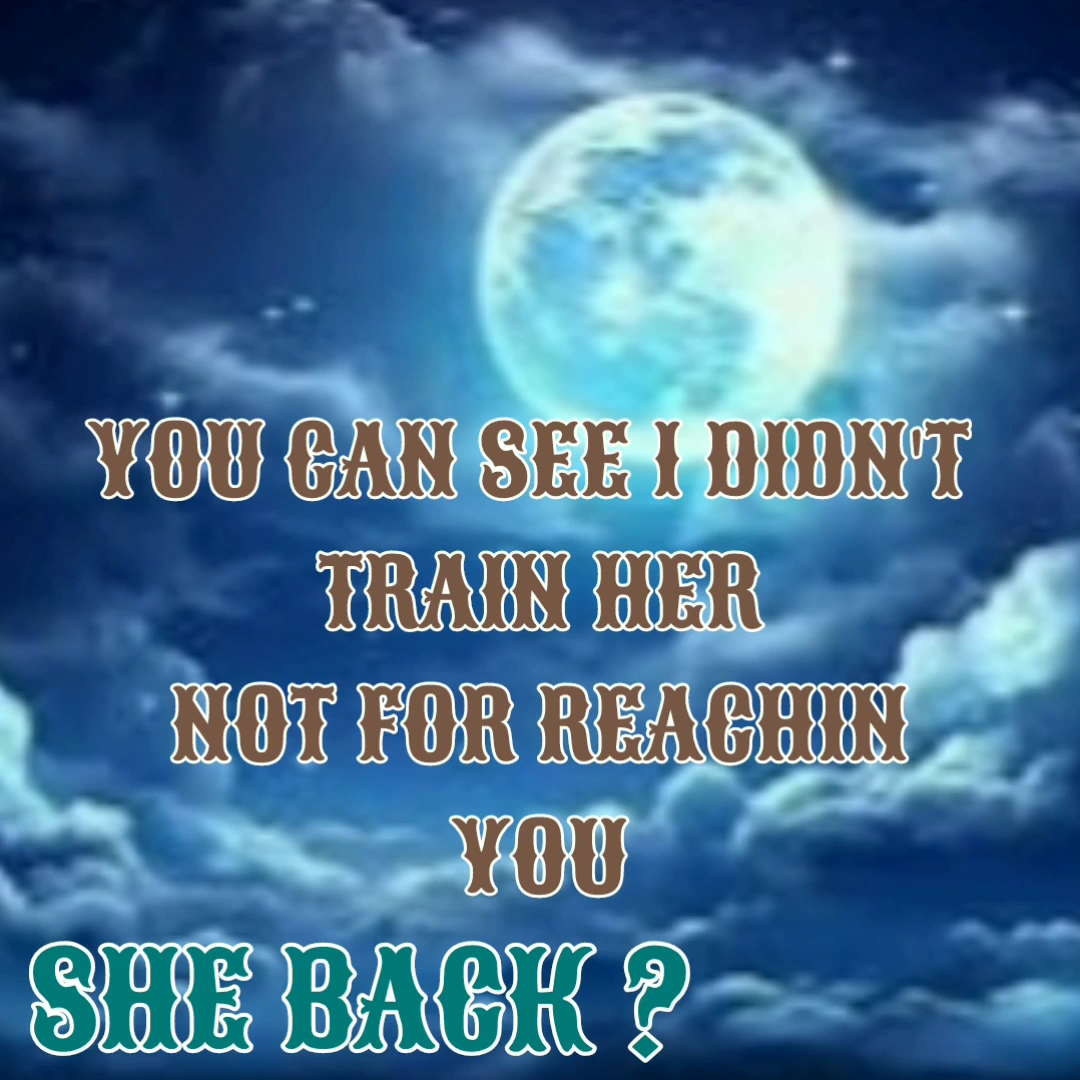 YOU CAN SEE I DIDN'T
TRAIN HER
NOT FOR REACHIN
YOU
SHE BACK ?